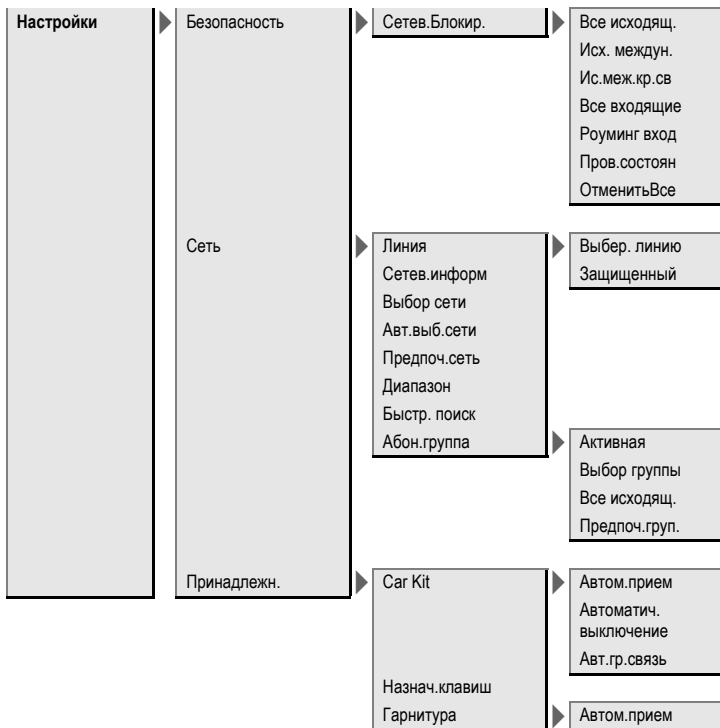 Настройки
Безопасность
Сетев.Блокир.
Все исходящ.
Исх. междун.
Ис.меж.кр.св
Все входящие
Роуминг вход
Пров.состоян
ОтменитьВсе
Сеть
Линия
Выбер. линию
Защищенный
Сетев.информ
Выбор сети
Авт.выб.сети
Предпоч.сеть
Диапазон
Быстр. поиск
Абон.группа
Активная
Выбор группы
Все исходящ.
Предпоч.груп.
Принадлежн.
Car Kit
Автом.прием
Автоматич.
выключение
Авт.гр.связь
Назнач.клавиш
Гарнитура
Автом.прием